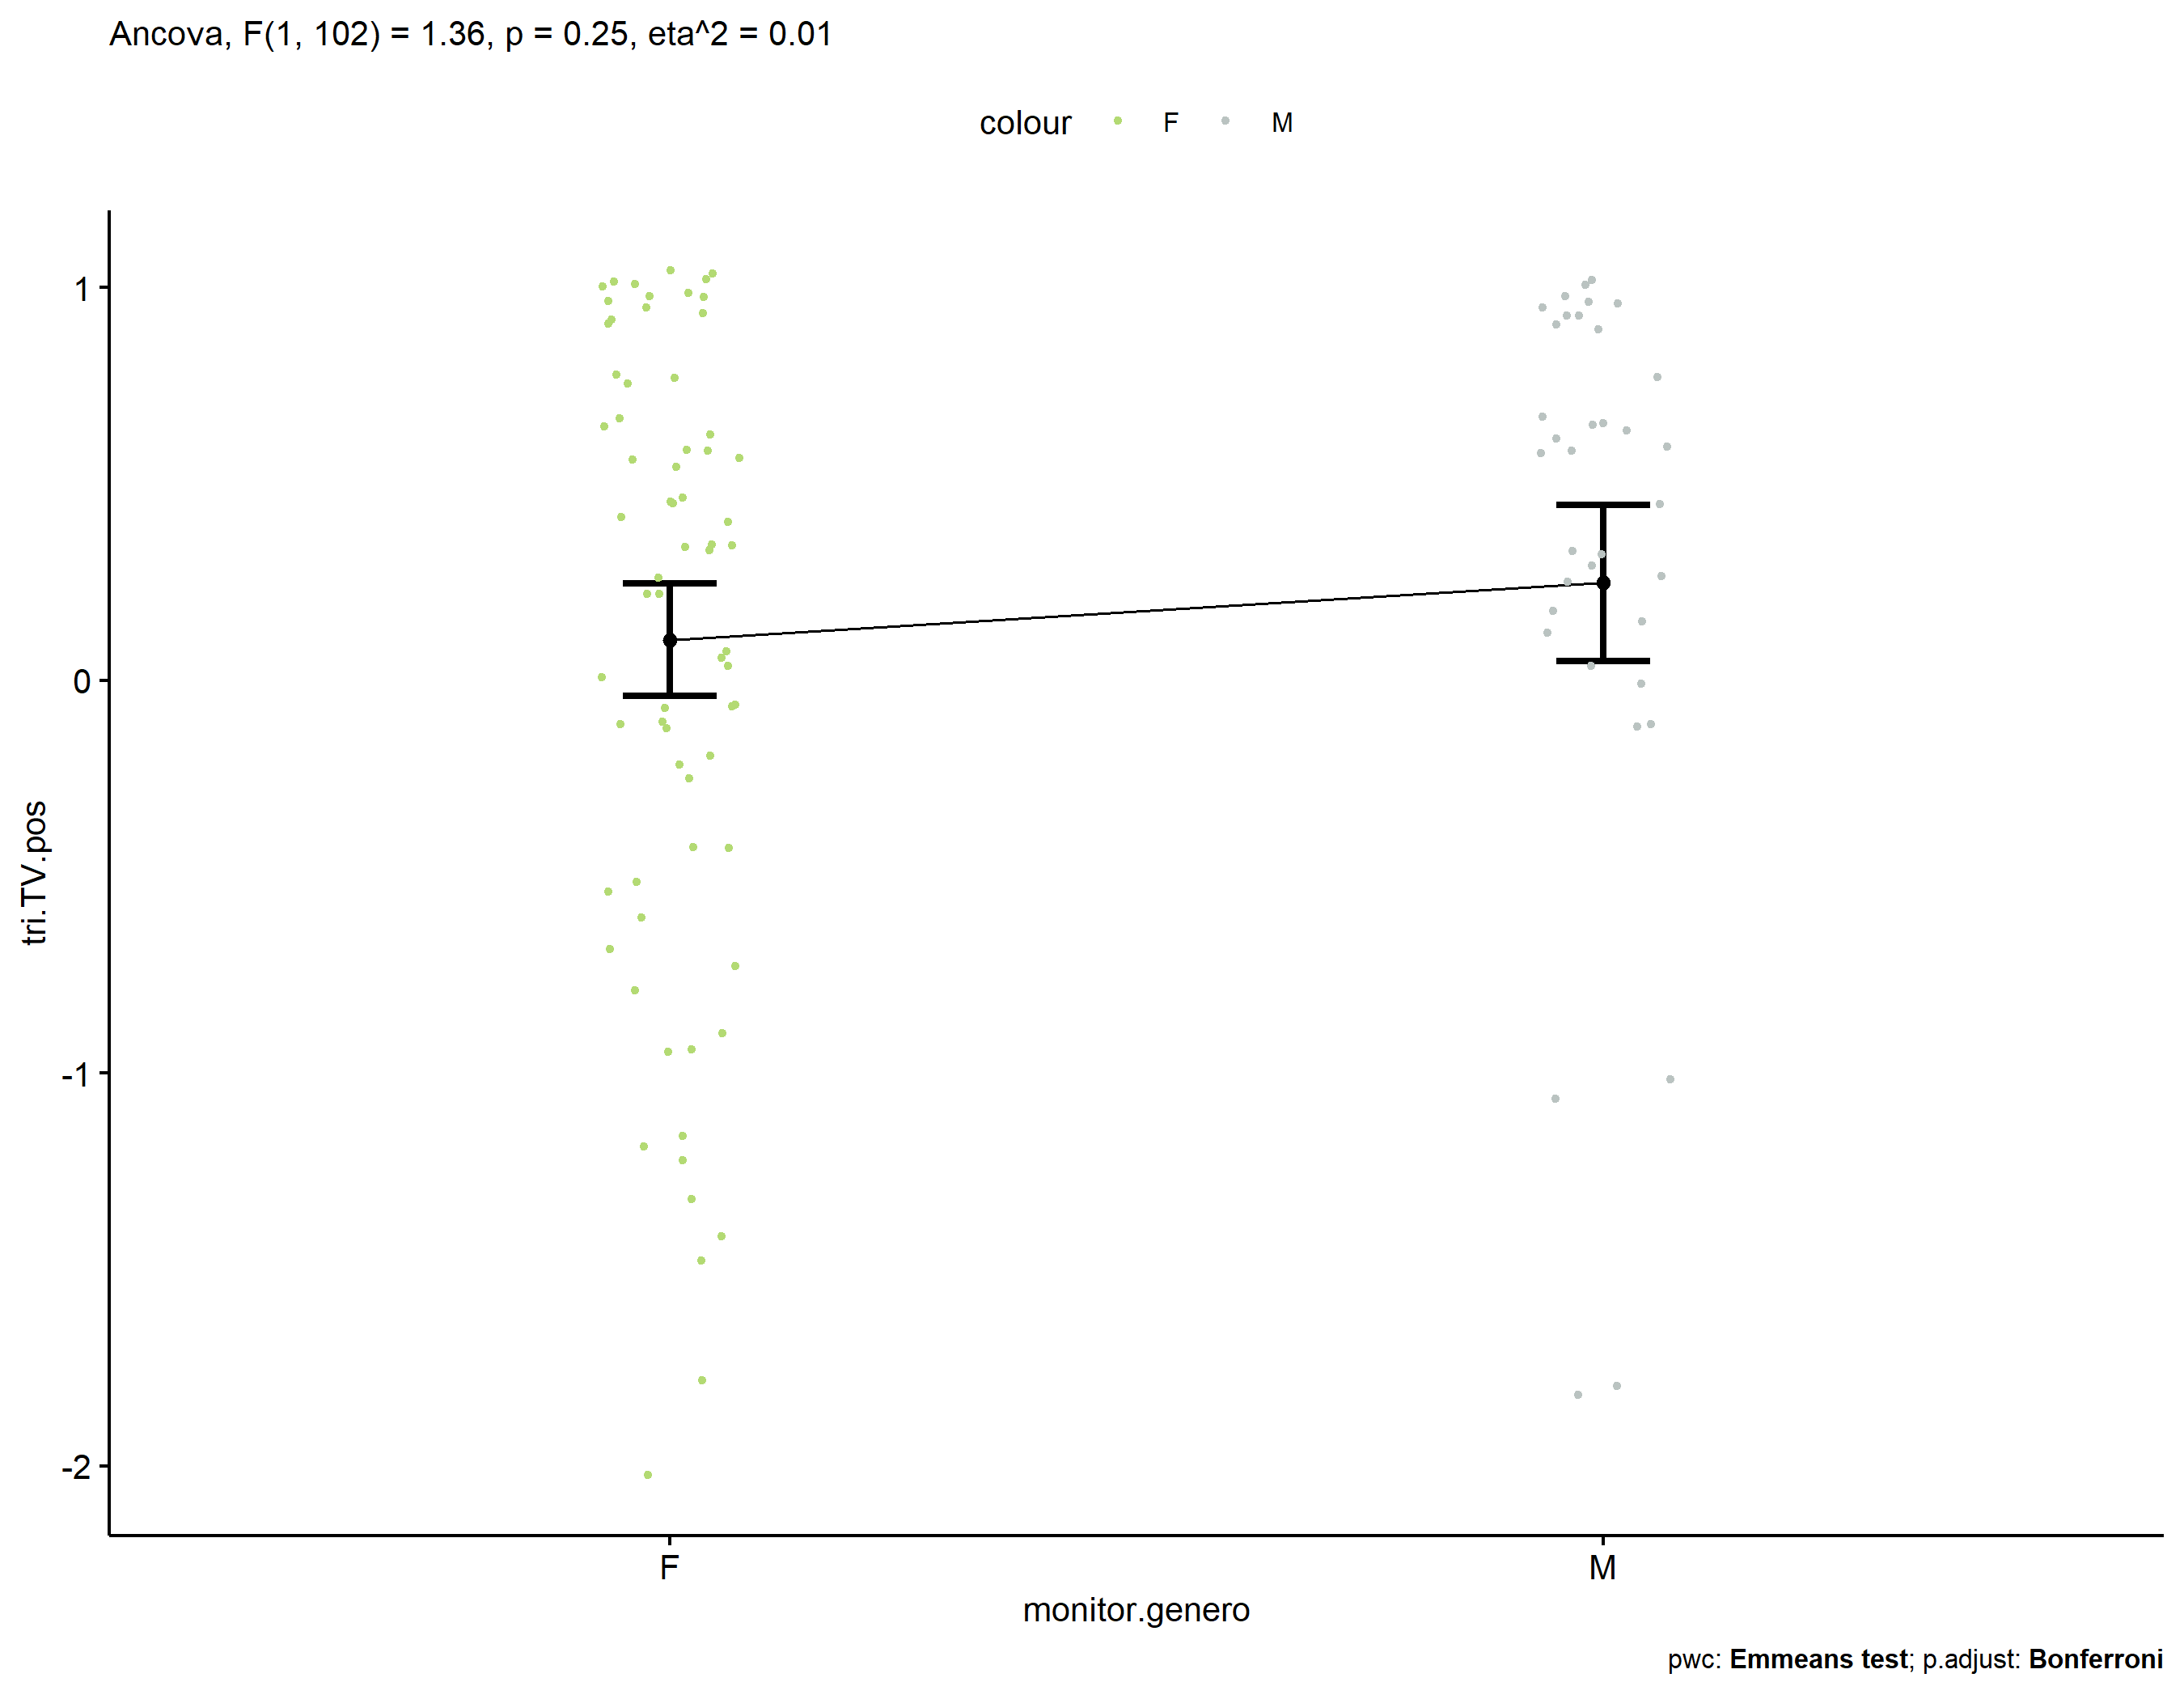 Ancova, F(1, 102) = 1.36, p = 0.25, eta^2 = 0.01
colour F M
1
0
-1
-2
tri.TV.pos
F M
monitor.genero
pwc: Emmeans test; p.adjust: Bonferroni